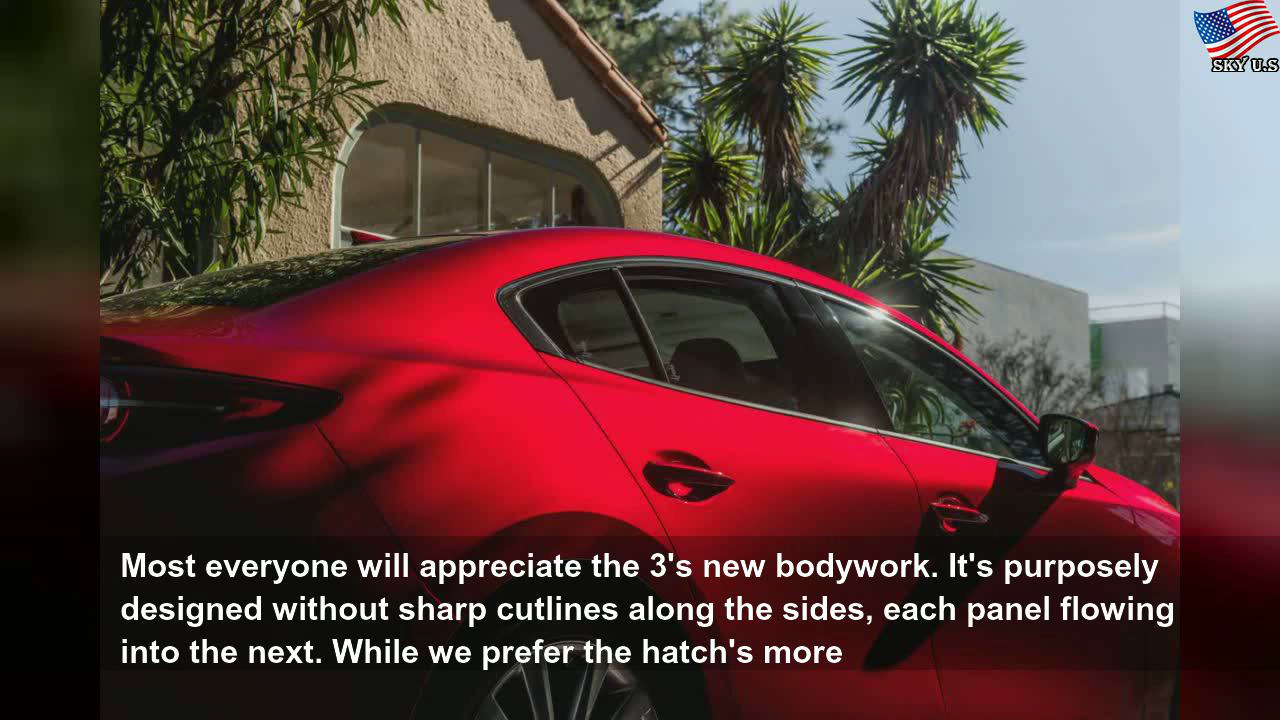 SKY U.S
Most everyone will appreciate the 3's new bodywork. It's purposely
designed without sharp cutlines along the sides, each panel flowing
into the next. While we prefer the hatch's more